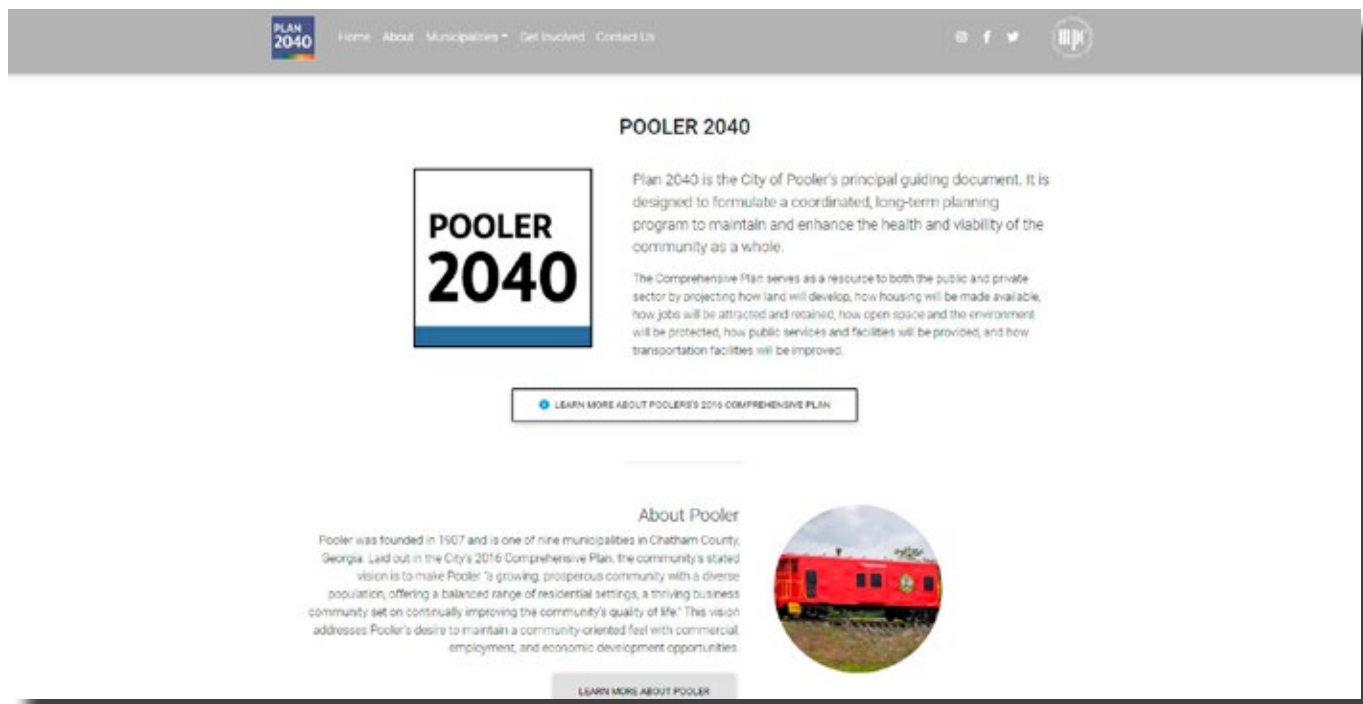 PLAN
2040
Home About Municipalities Get Involved Contact Us
mpc
POOLER 2040
POOLER
2040
Plan 2040 is the City of Pooler's principal guiding document. It is
designed to formulate a coordinated, long-term planning
program to maintain and enhance the health and viability of the
community as a whole.
The Comprehensive Plan serves as a resource to both the public and private
sector by projecting how land will develop, how housing will be made available,
how jobs will be attracted and retained, how open space and the environment
will be protected, how public services and facilities will be provided, and how
transportation facilities will be improved.
LEARN MORE ABOUT POOLERS'S 2016 COMPREHENSIVE PLAN
About Pooler
Pooler was founded in 1907 and is one of nine municipalities in Chatham County,
Georgia. Laid out in the City's 2016 Comprehensive Plan, the community's stated
vision is to make Pooler "a growing, prosperous community with a diverse
population, offering a balanced range of residential settings, a thriving business
community set on continually improving the community's quality of life." This vision
addresses Pooler's desire to maintain a community-oriented feel with commercial,
employment, and economic development opportunities.
LEARN MORE ABOUT POOLER